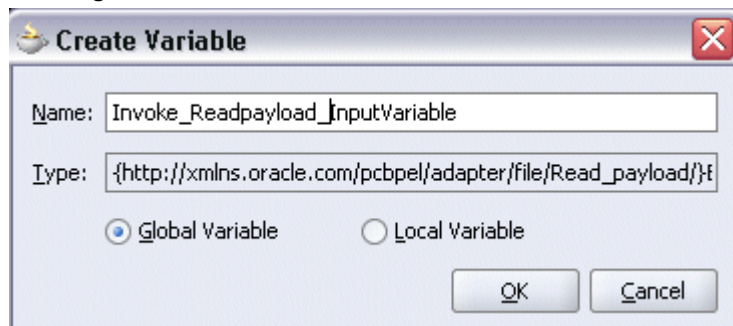 Create Variable
Name: Invoke_Readpayload_InputVariable
Type: {http://xmlns.oracle.com/pcbpel/adapter/file/Read_payload/}E
Global Variable Local Variable
OK Cancel